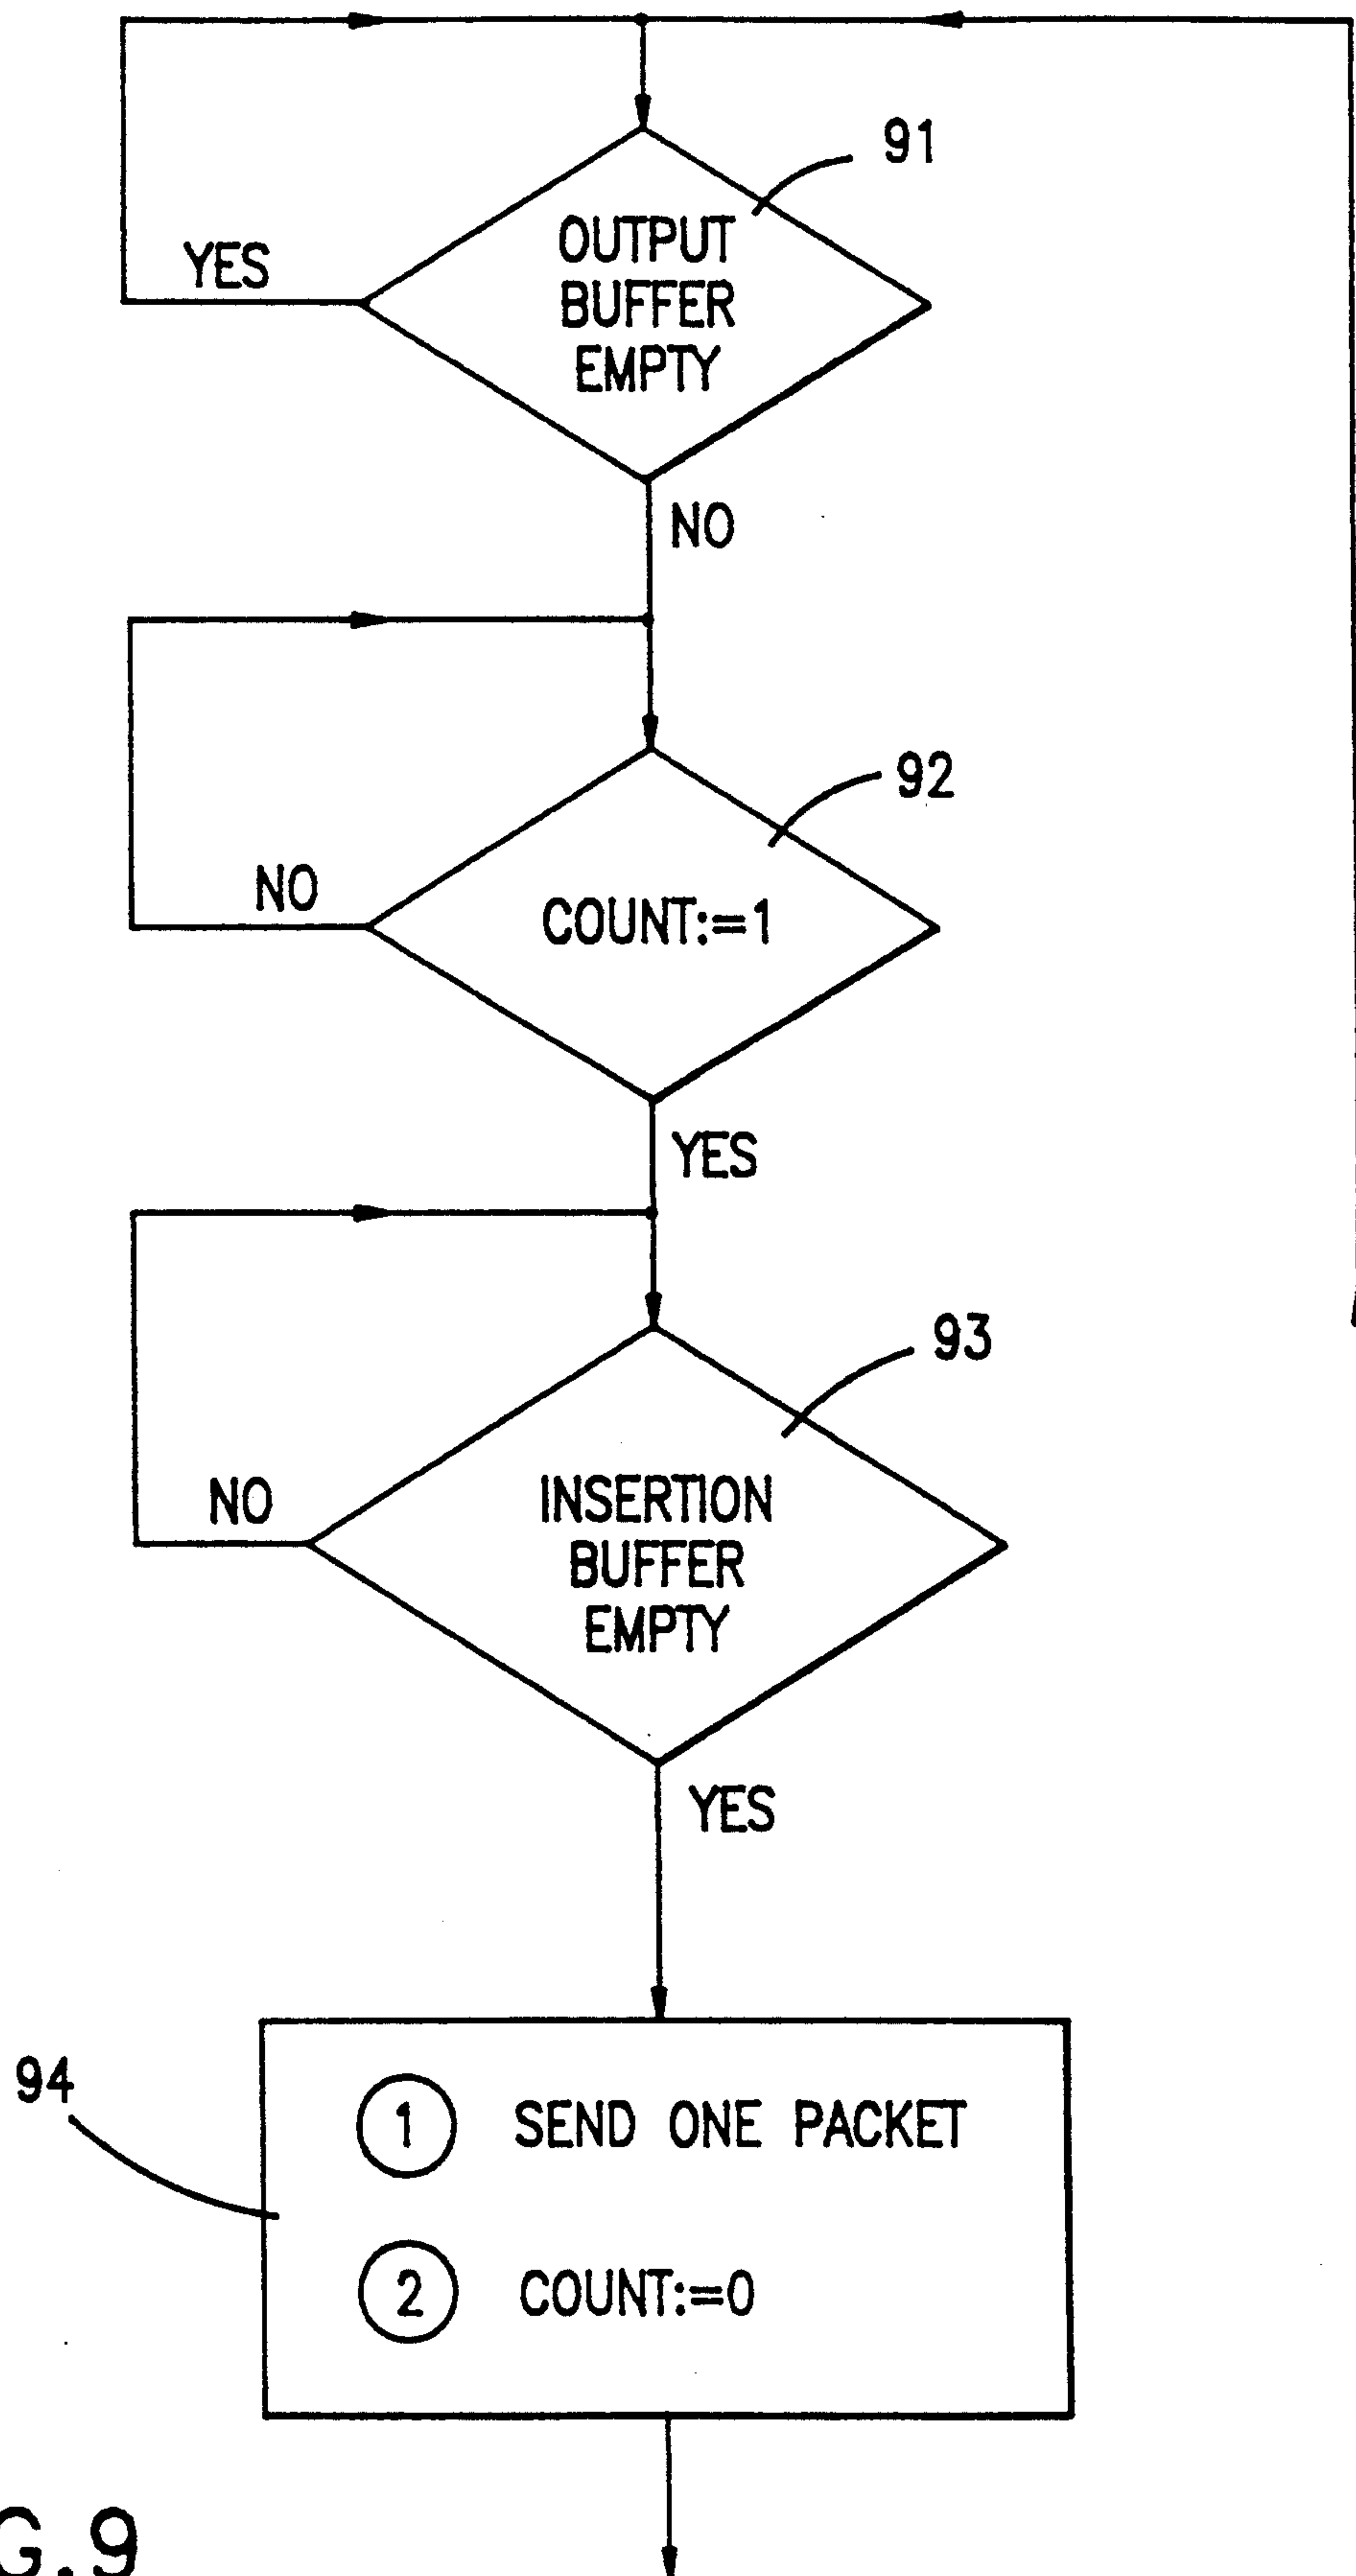 91
OUTPUT
BUFFER
EMPTY
YES
NO
92
COUNT:=1
NO
YES
93
INSERTION
BUFFER
EMPTY
NO
YES
94
1 SEND ONE PACKET
2 COUNT:=0
G.9